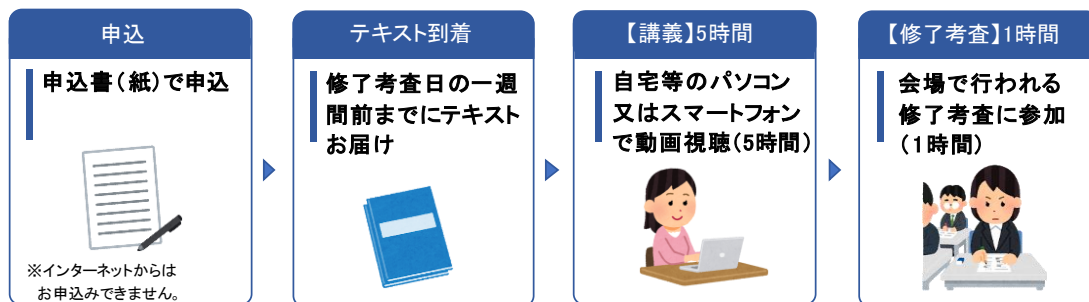 申込
申込書（紙）で申込
※インターネットからは
お申込みできません。
テキスト到着
修了考査日の一週
間前までにテキスト
お届け
【講義】5時間
自宅等のパソコン
又はスマートフォン
で動画視聴（5時間）
【修了考査】1時間
会場で行われる
修了考査に参加
（1時間）